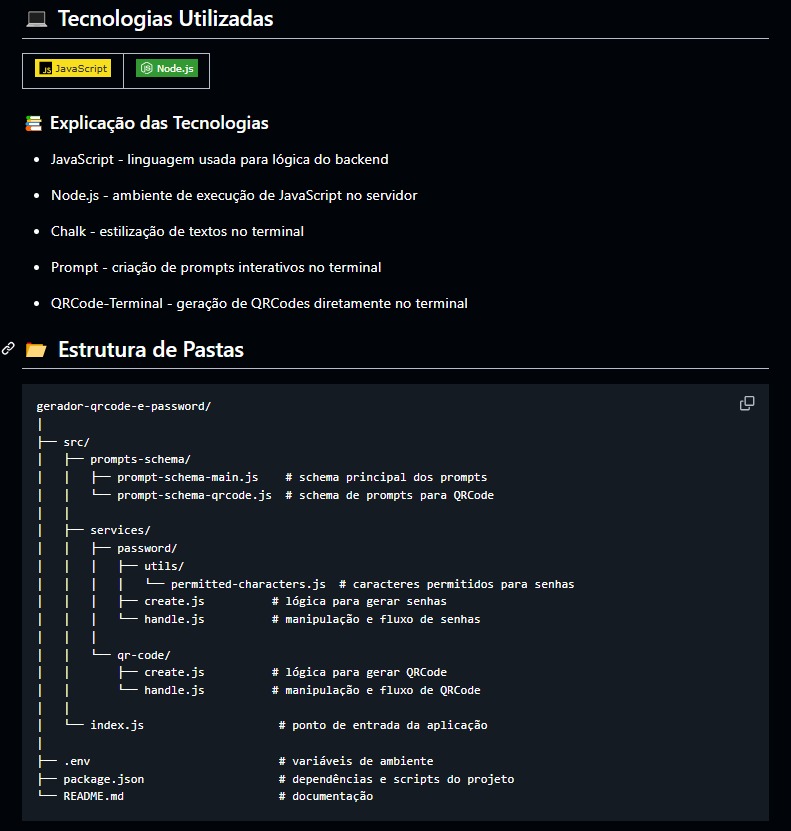 Tecnologias Utilizadas
JS JavaScript Node.js
Explicação das Tecnologias
JavaScript - linguagem usada para lógica do backend
Node.js - ambiente de execução de JavaScript no servidor
Chalk - estilização de textos no terminal
Prompt - criação de prompts interativos no terminal
QRCode-Terminal - geração de QRCodes diretamente no terminal
Estrutura de Pastas
gerador-qrcode-e-password/
│
├── src/
│   ├── prompts-schema/
│   │   ├── prompt-schema-main.js    # schema principal dos prompts
│   │   └── prompt-schema-qrcode.js  # schema de prompts para QRCode
│   │
│   ├── services/
│   │   ├── password/
│   │   │   ├── utils/
│   │   │   │   └── permitted-characters.js  # caracteres permitidos para senhas
│   │   │   ├── create.js          # lógica para gerar senhas
│   │   │   └── handle.js          # manipulação e fluxo de senhas
│   │   │
│   │   └── qr-code/
│   │       ├── create.js          # lógica para gerar QRCode
│   │       └── handle.js          # manipulação e fluxo de QRCode
│   │
│   └── index.js                    # ponto de entrada da aplicação
│
├── .env                            # variáveis de ambiente
├── package.json                    # dependências e scripts do projeto
└── README.md                       # documentação